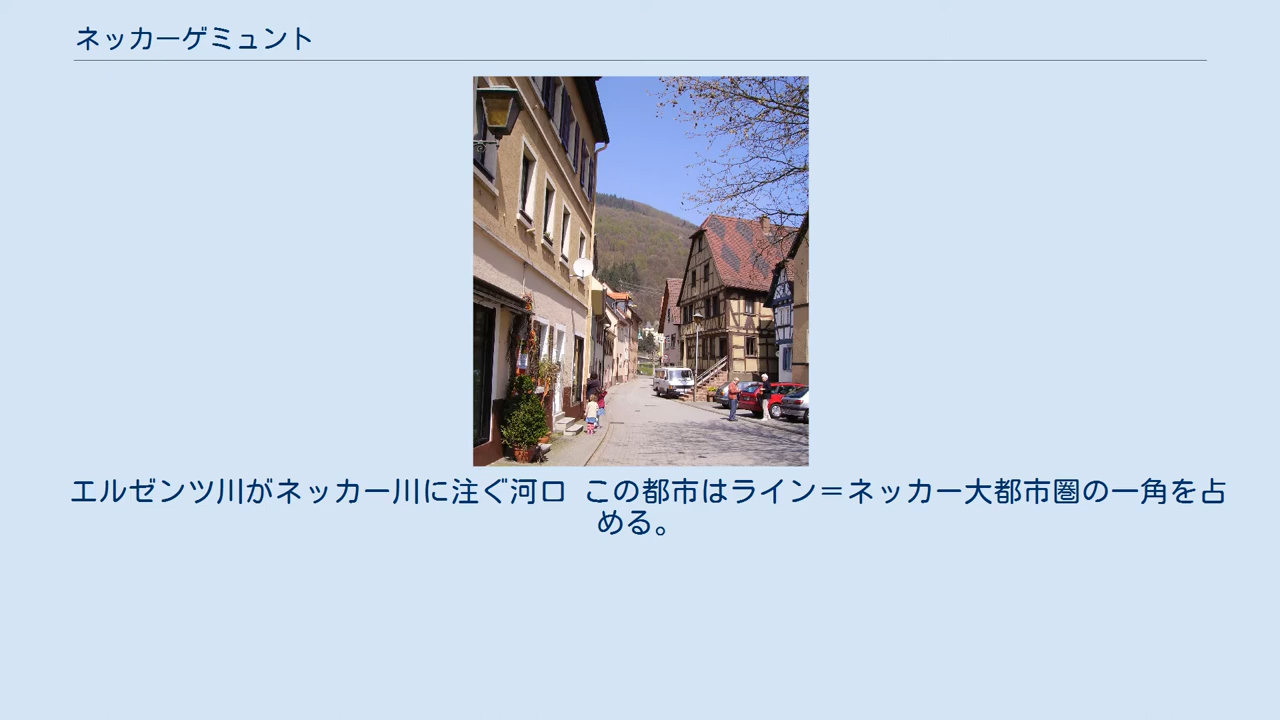 ネッカーゲミュント
エルゼンツ川がネッカー川に注ぐ河口 この都市はライン＝ネッカー大都市圏の一角を占
める。